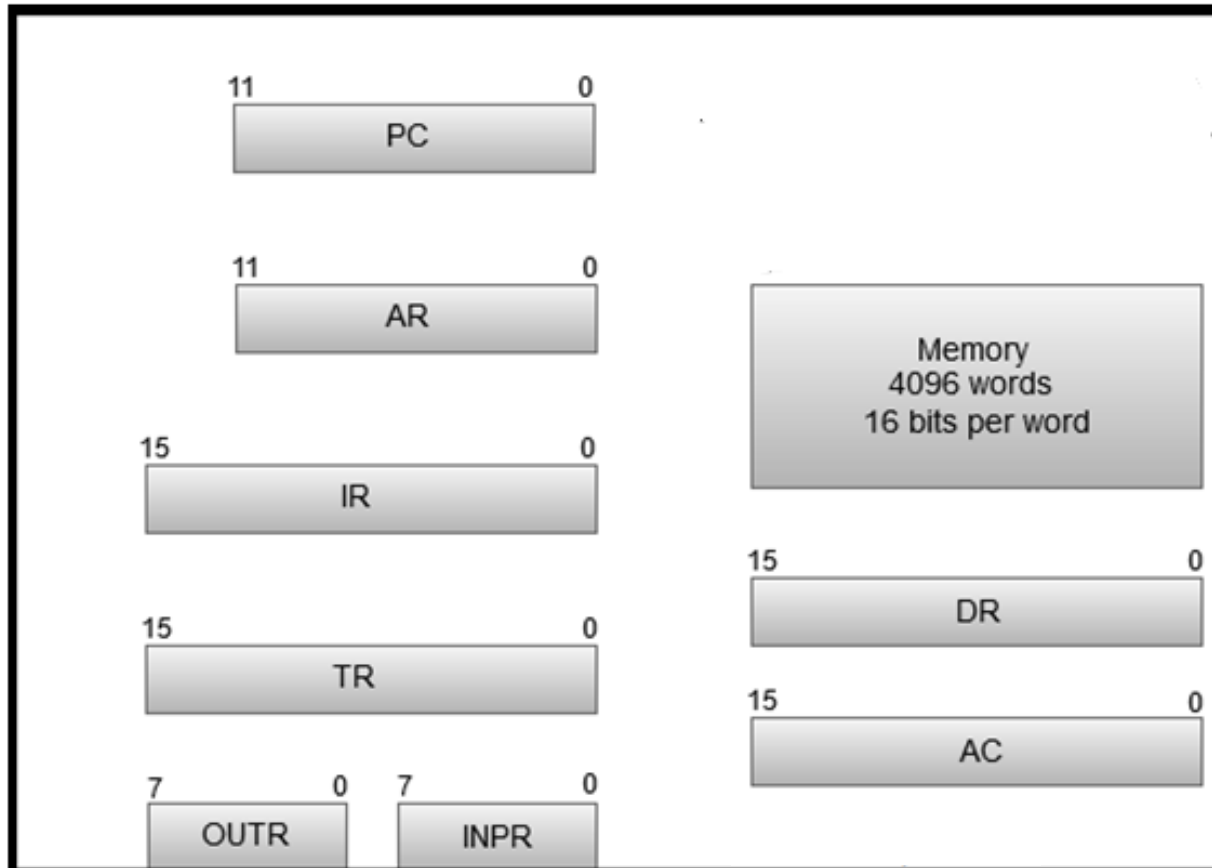 11 0
PC
11 0
AR
15 0
IR
15 0
TR
7 0 7 0
OUTR INPR
Memory
4096 words
16 bits per word
15 0
DR
15 0
AC